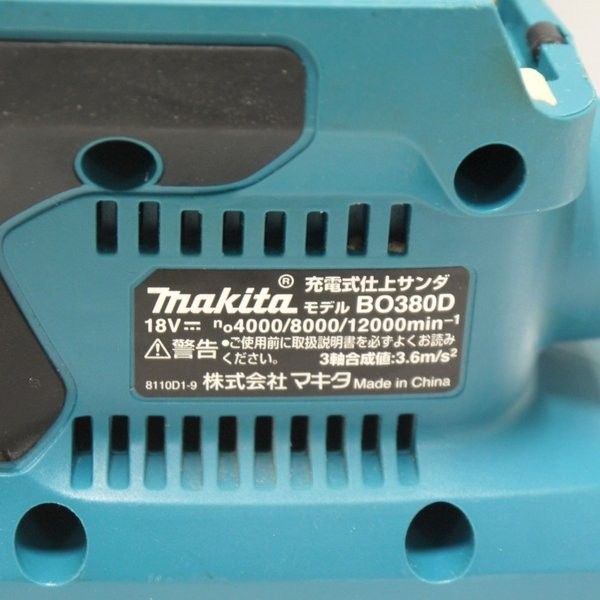 makita® 充電式仕上サンダ
モデル BO380D
18V⎓ n₀4000/8000/12000min⁻¹
⚠警告 •ご使用前に取扱説明書を必ずよくお読み
ください。 3軸合成値:3.6m/s²
8110D1-9 株式会社マキタ Made in China